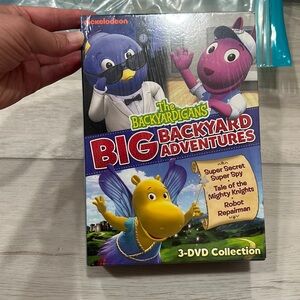 nickelodeon
The
BACKYARDIGANS
BIG BACKYARD
ADVENTURES
Super Secret
Super Spy
Tale of the
Mighty Knights
Robot
Repairman
3-DVD Collection